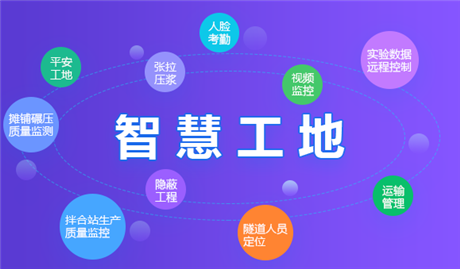 人脸
考勤
平安
工地
张拉
压浆
实验数据
远程控制
视频
监控
摊铺碾压
质量监测
智慧工地
隐蔽
工程
运输
管理
拌合站生产
质量监控
隧道人员
定位